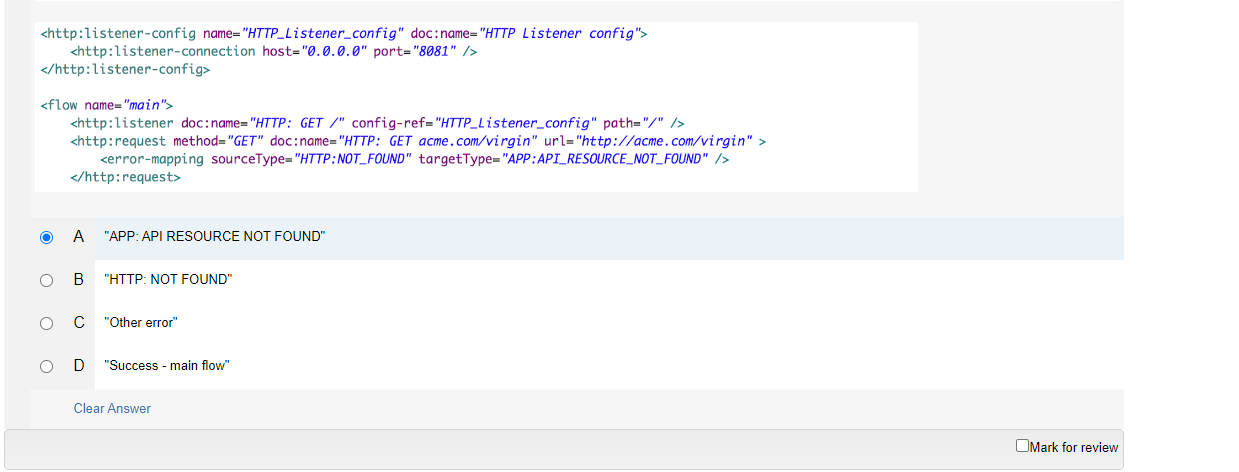 <http:listener-config name="HTTP_Listener_config" doc:name="HTTP Listener config">
<http:listener-connection host="0.0.0.0" port="8081" />
</http:listener-config>
<flow name="main">
<http:listener doc:name="HTTP: GET /" config-ref="HTTP_Listener_config" path="/" />
<http:request method="GET" doc:name="HTTP: GET acme.com/virgin" url="http://acme.com/virgin" >
<error-mapping sourceType="HTTP:NOT_FOUND" targetType="APP:API_RESOURCE_NOT_FOUND" />
</http:request>
A "APP: API RESOURCE NOT FOUND"
B "HTTP: NOT FOUND"
C "Other error"
D "Success - main flow"
Clear Answer
Mark for review